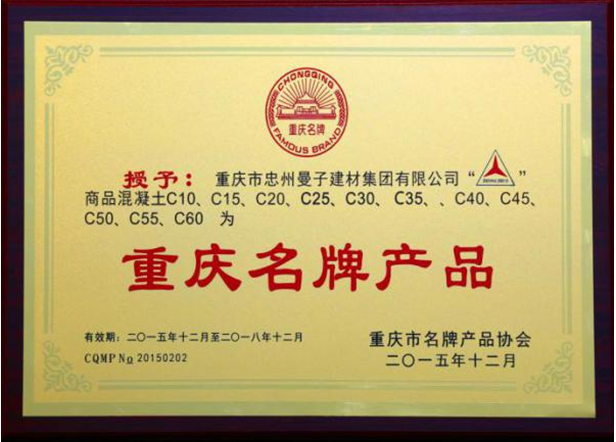 CHONGQING
重庆名牌
FAMOUS BRAND
授予：重庆市忠州曼子建材集团有限公司“ ”
商品混凝土C10、C15、C20、C25、C30、C35、、C40、C45、
C50、C55、C60 为
重庆名牌产品
有效期：二〇一五年十二月至二〇一八年十二月
重庆市名牌产品协会
CQMP No 20150202
二〇一五年十二月